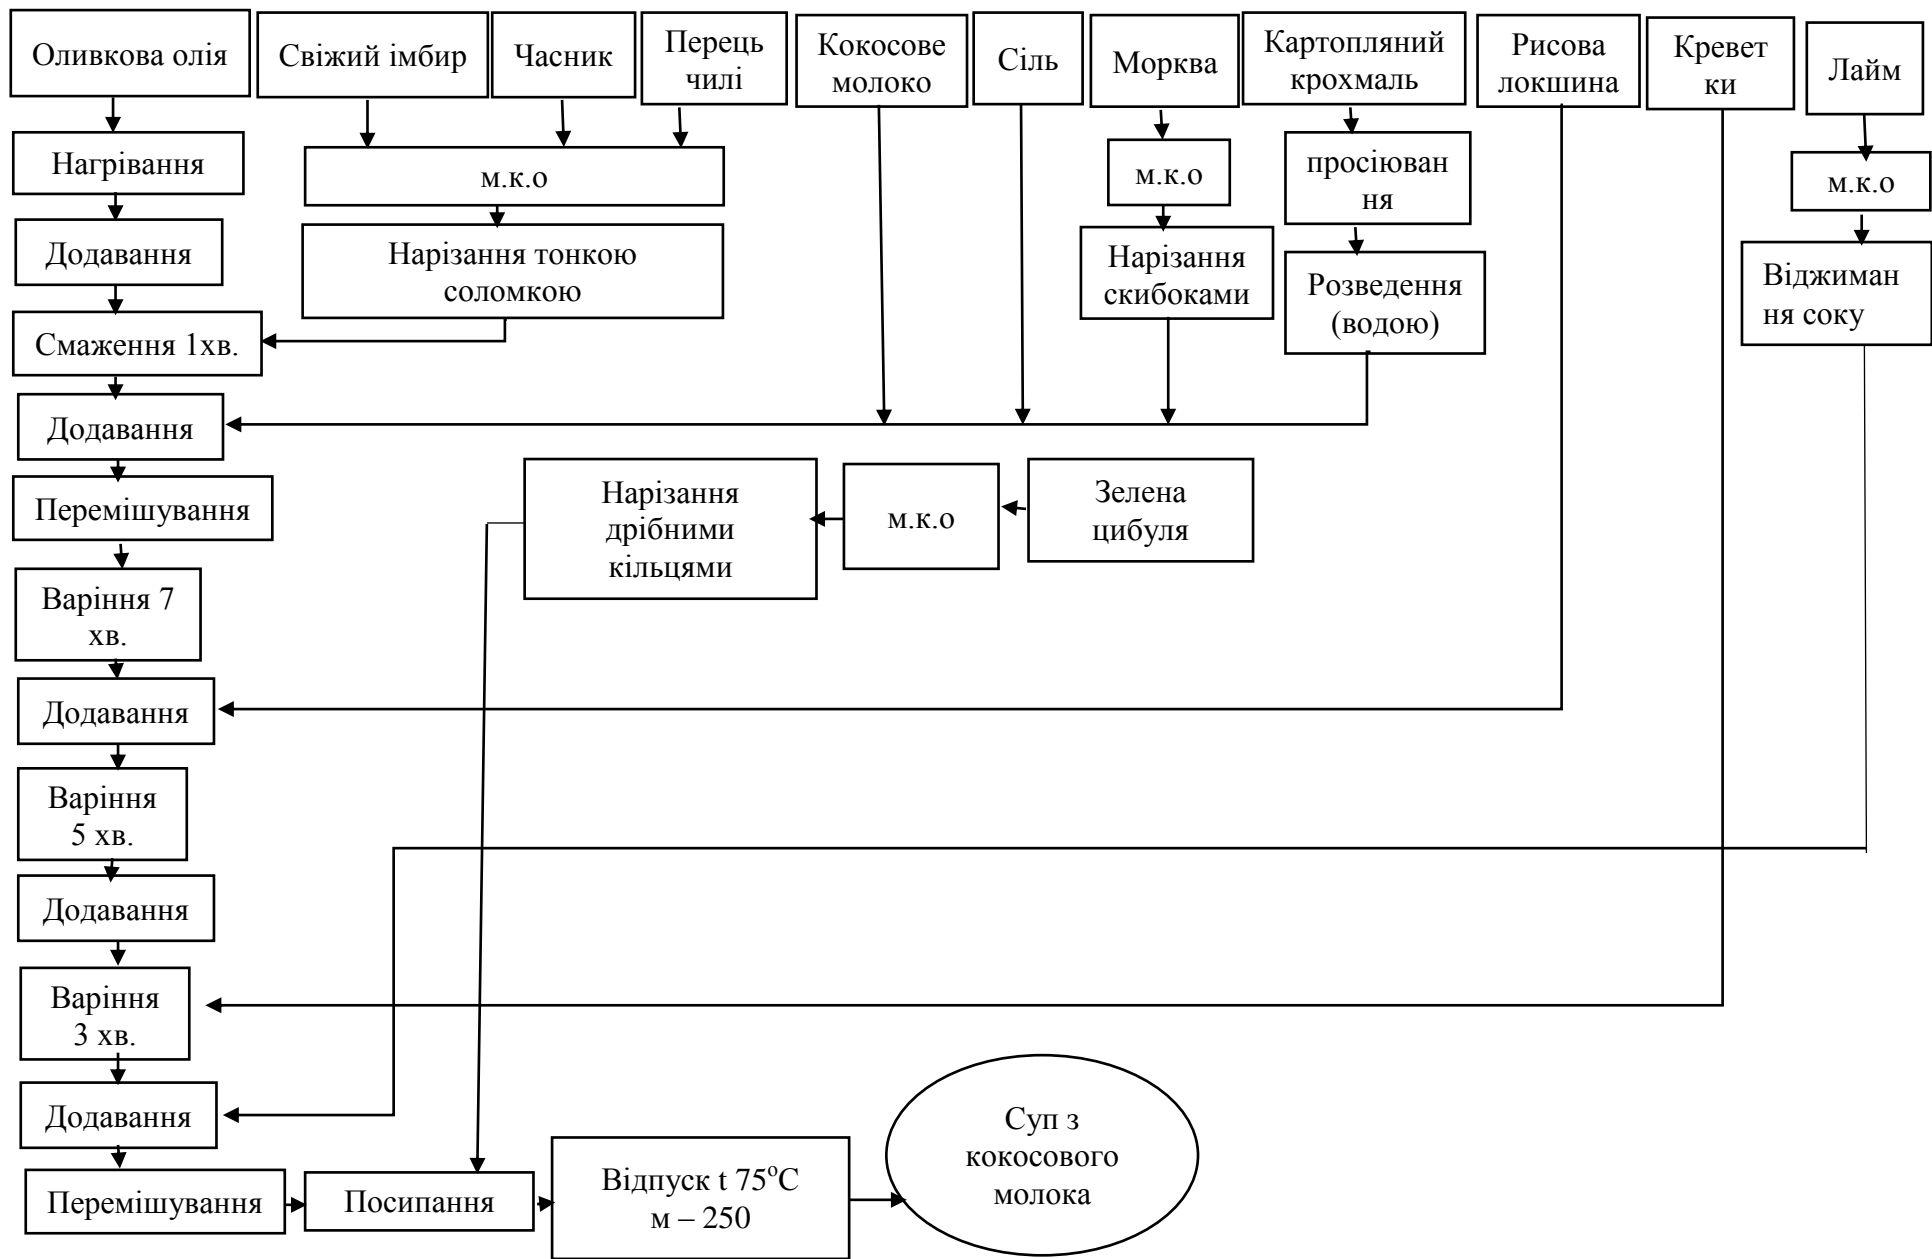 Оливкова олія
Свіжий імбир
Часник
Перець
чилі
Кокосове
молоко
Сіль
Морква
Картопляний
крохмаль
Рисова
локшина
Кревет
ки
Лайм
Нагрівання
м.к.о
м.к.о
просіюван
ня
м.к.о
Додавання
Нарізання тонкою
соломкою
Нарізання
скибоками
Розведення
(водою)
Віджиман
ня соку
Смаження 1хв.
Додавання
Перемішування
Нарізання
дрібними
кільцями
м.к.о
Зелена
цибуля
Варіння 7
хв.
Додавання
Варіння
5 хв.
Додавання
Варіння
3 хв.
Додавання
Перемішування
Посипання
Відпуск t 75°С
м – 250
Суп з
кокосового
молока